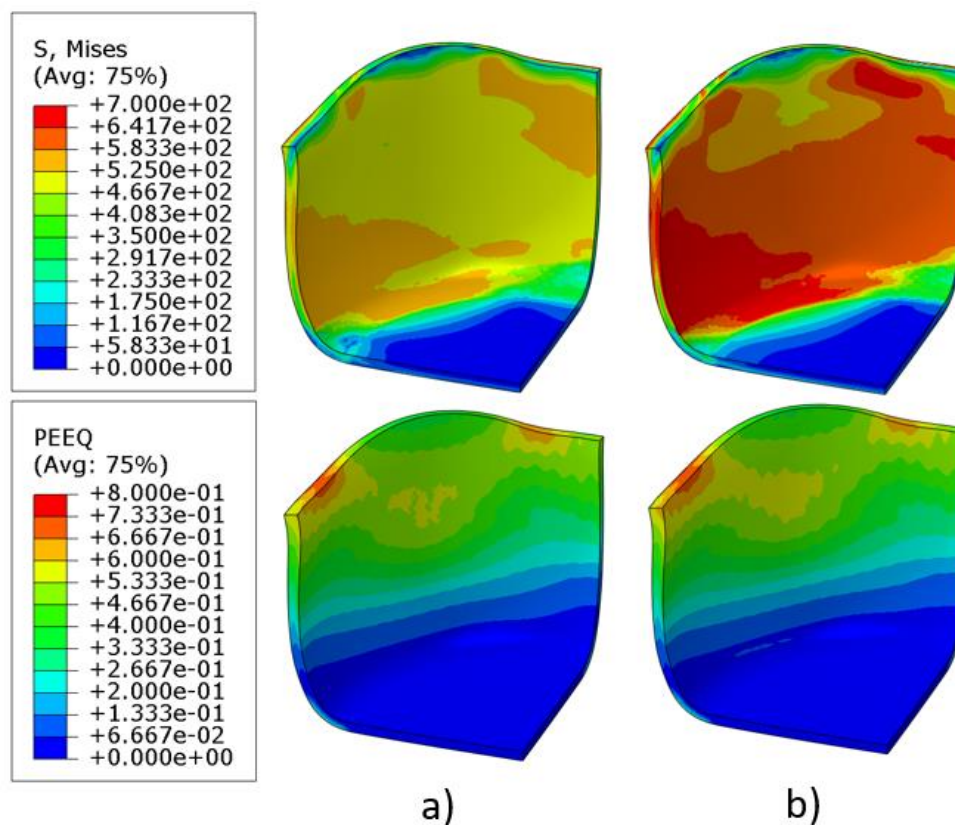 S, Mises
(Avg: 75%)
+7.000e+02
+6.417e+02
+5.833e+02
+5.250e+02
+4.667e+02
+4.083e+02
+3.500e+02
+2.917e+02
+2.333e+02
+1.750e+02
+1.167e+02
+5.833e+01
+0.000e+00
PEEQ
(Avg: 75%)
+8.000e-01
+7.333e-01
+6.667e-01
+6.000e-01
+5.333e-01
+4.667e-01
+4.000e-01
+3.333e-01
+2.667e-01
+2.000e-01
+1.333e-01
+6.667e-02
+0.000e+00
a) b)